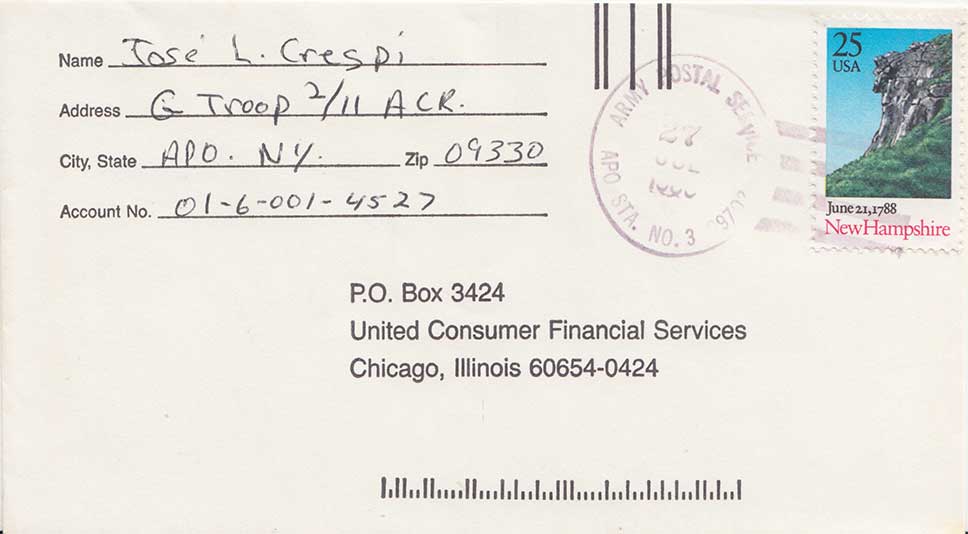 Name José L. Crespi
Address G Troop 2/11 ACR.
City, State APO. NY. Zip 09330
Account No. 01-6-001-4527
ARMY POSTAL SERVICE
27
APO STA. NO. 3
25
USA
June 21, 1788
New Hampshire
P.O. Box 3424
United Consumer Financial Services
Chicago, Illinois 60654-0424